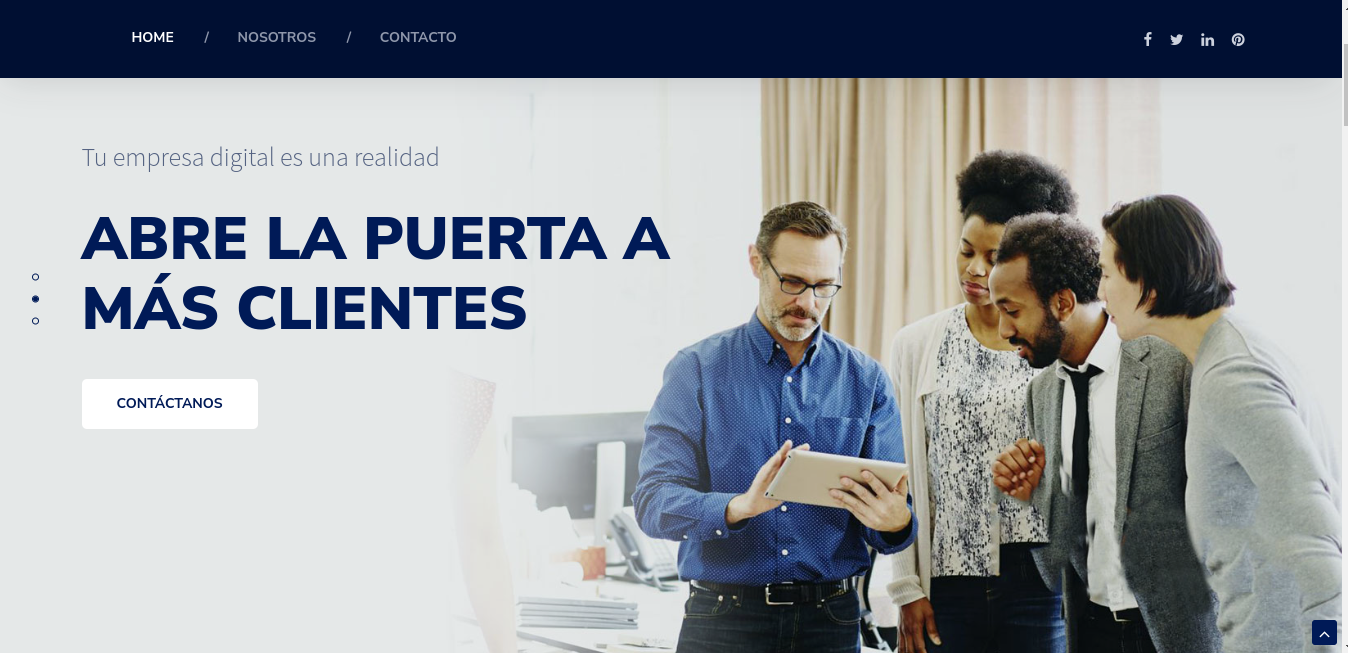 HOME / NOSOTROS / CONTACTO
Tu empresa digital es una realidad
ABRE LA PUERTA A
MÁS CLIENTES
CONTÁCTANOS